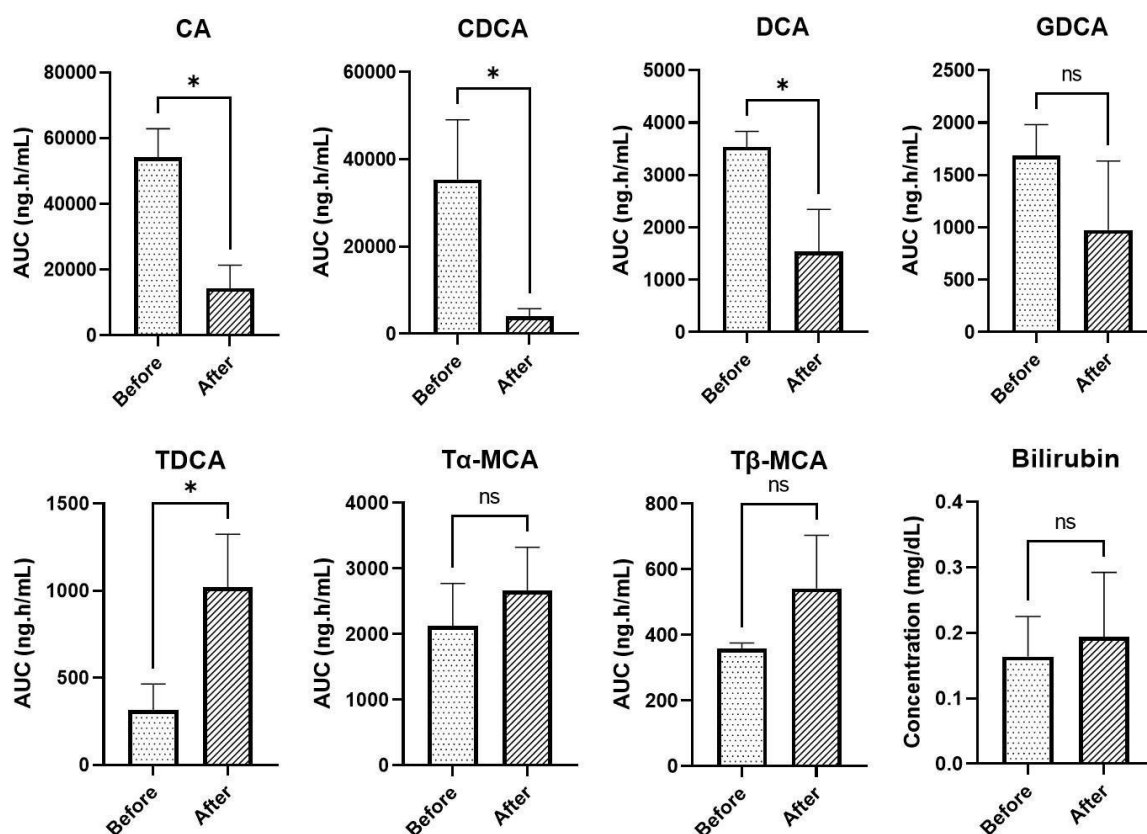 CA
AUC (ng.h/mL)
80000
60000
40000
20000
0
*
Before
After
CDCA
AUC (ng.h/mL)
60000
40000
20000
0
*
Before
After
DCA
AUC (ng.h/mL)
5000
4000
3000
2000
1000
0
*
Before
After
GDCA
AUC (ng.h/mL)
2500
2000
1500
1000
500
0
ns
Before
After
TDCA
AUC (ng.h/mL)
1500
1000
500
0
*
Before
After
Tα-MCA
AUC (ng.h/mL)
4000
3000
2000
1000
0
ns
Before
After
Tβ-MCA
AUC (ng.h/mL)
800
600
400
200
0
ns
Before
After
Bilirubin
Concentration (mg/dL)
0.4
0.3
0.2
0.1
0.0
ns
Before
After